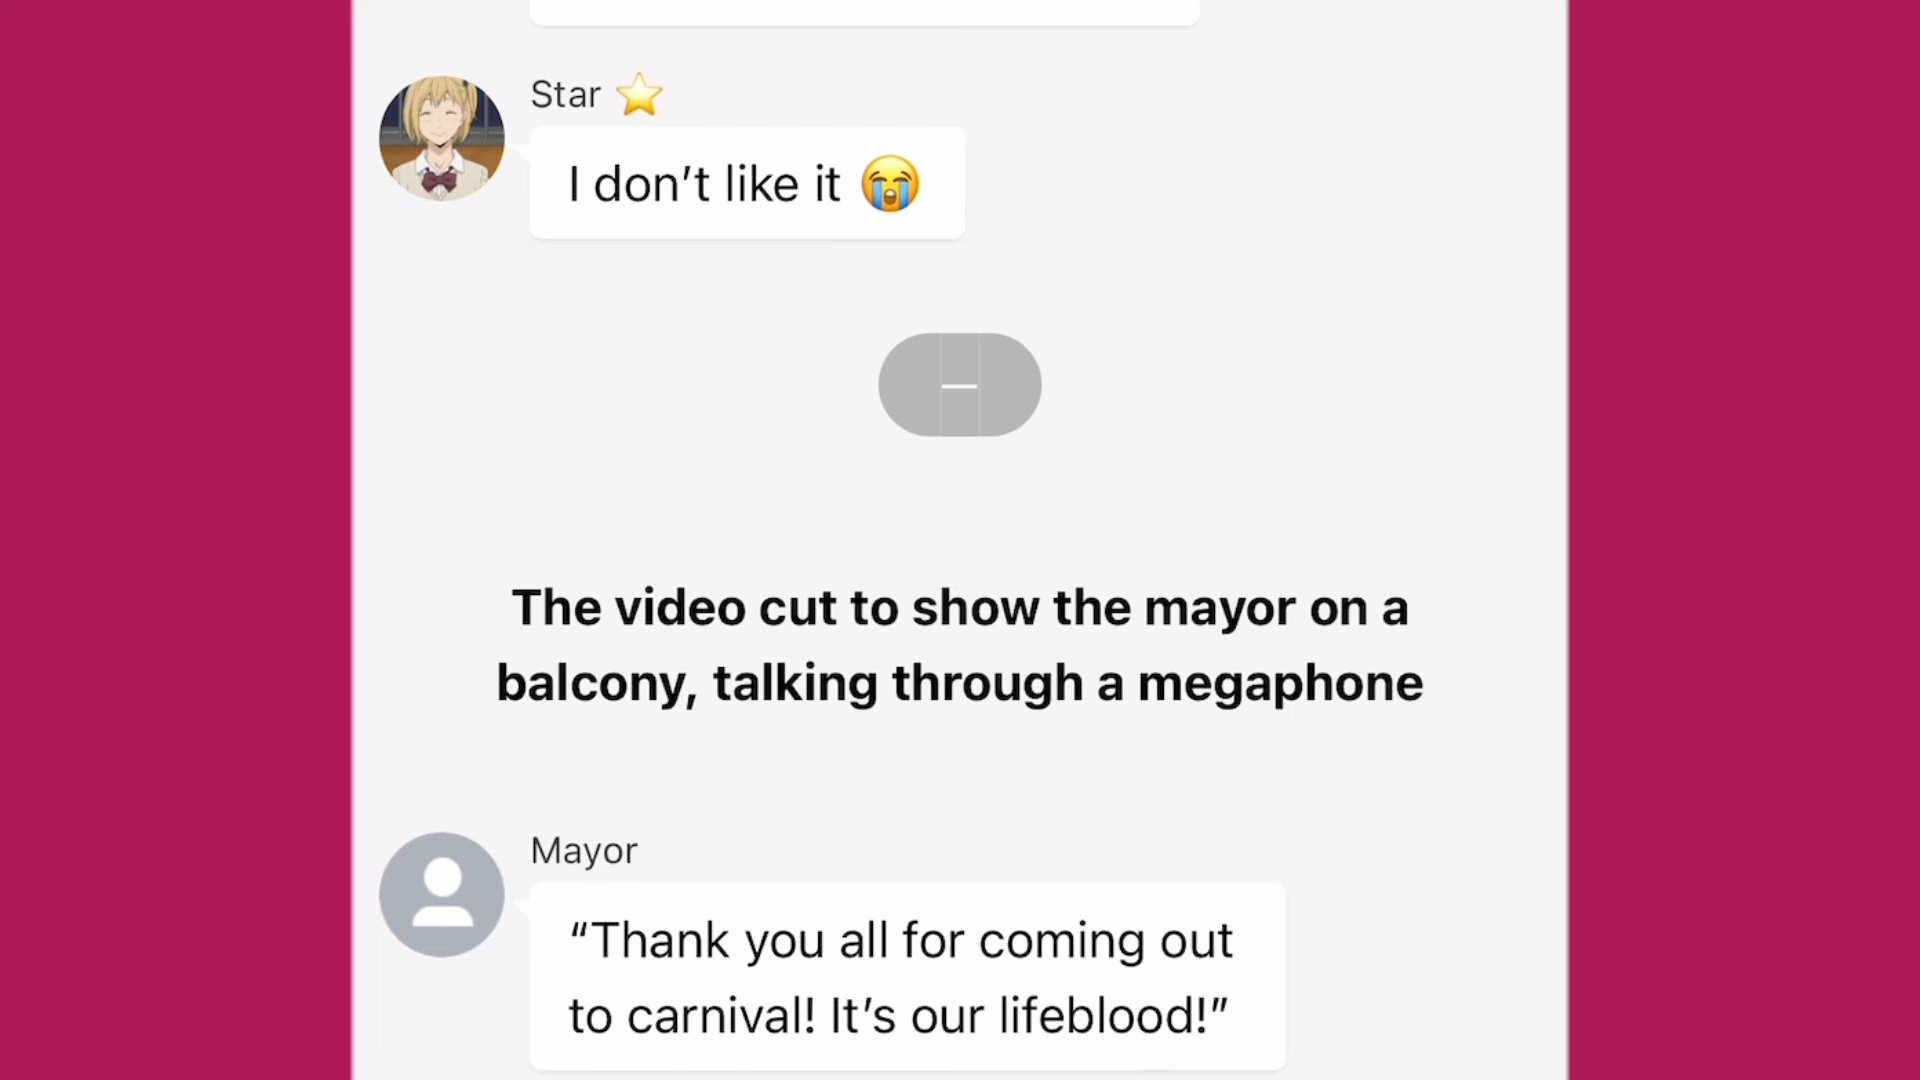 Star ⭐
I don’t like it 😭
—
The video cut to show the mayor on a
balcony, talking through a megaphone
Mayor
“Thank you all for coming out
to carnival! It’s our lifeblood!”